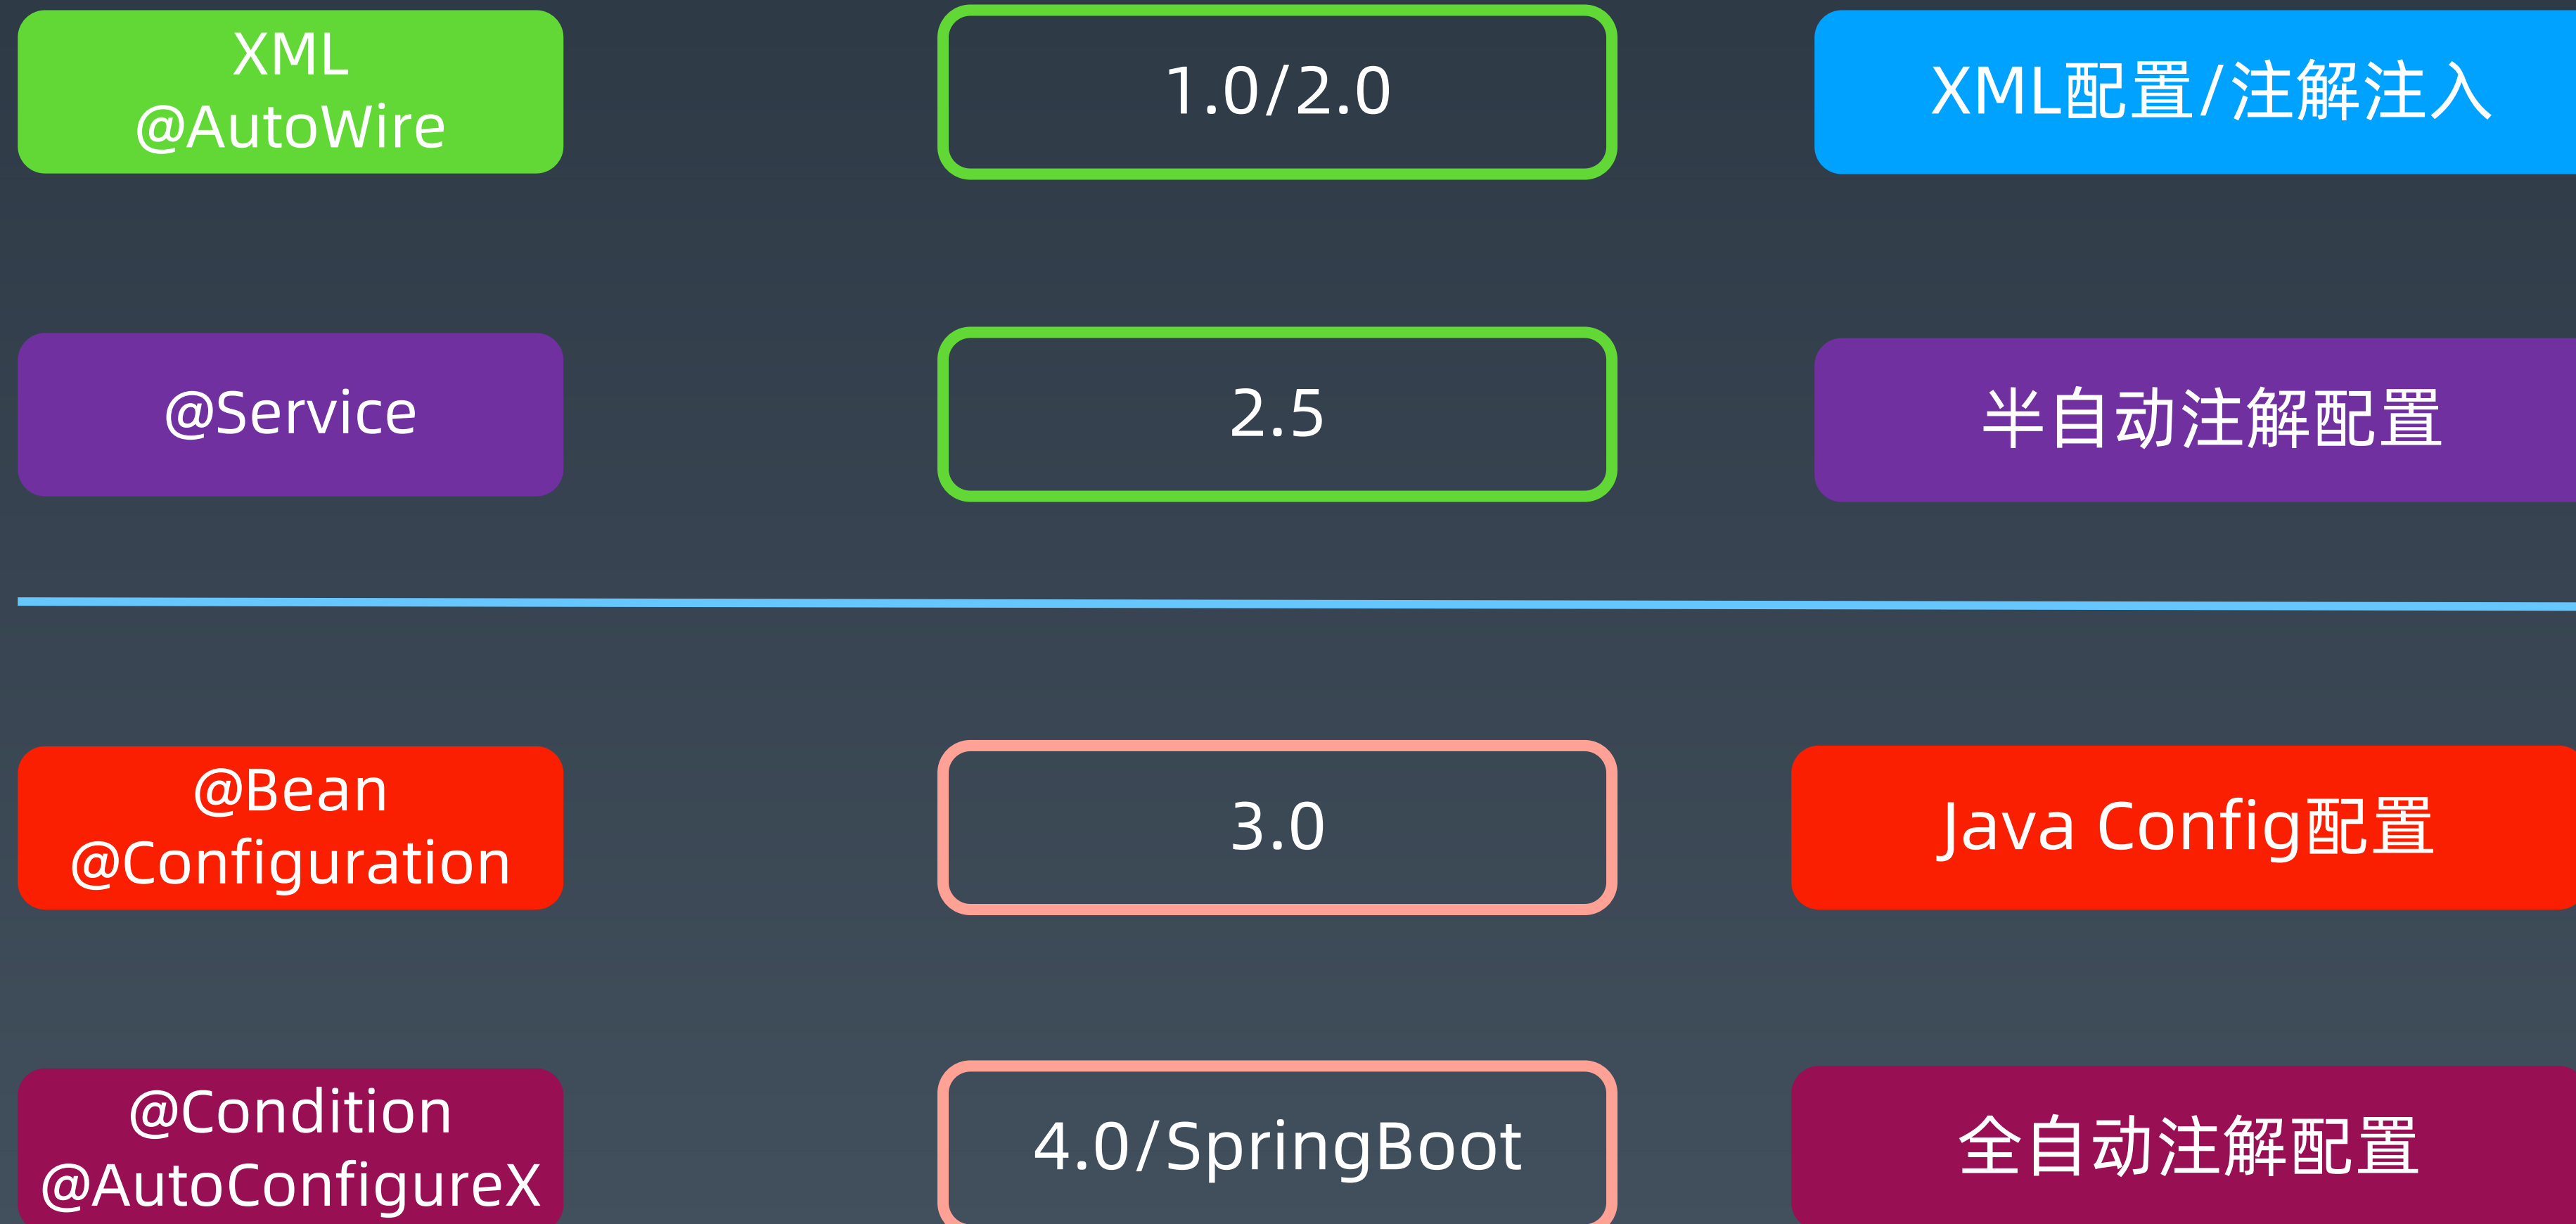 XML
@AutoWire
1.0/2.0
XML配置/注解注入
@Service
2.5
半自动注解配置
@Bean
@Configuration
3.0
Java Config配置
@Condition
@AutoConfigureX
4.0/SpringBoot
全自动注解配置